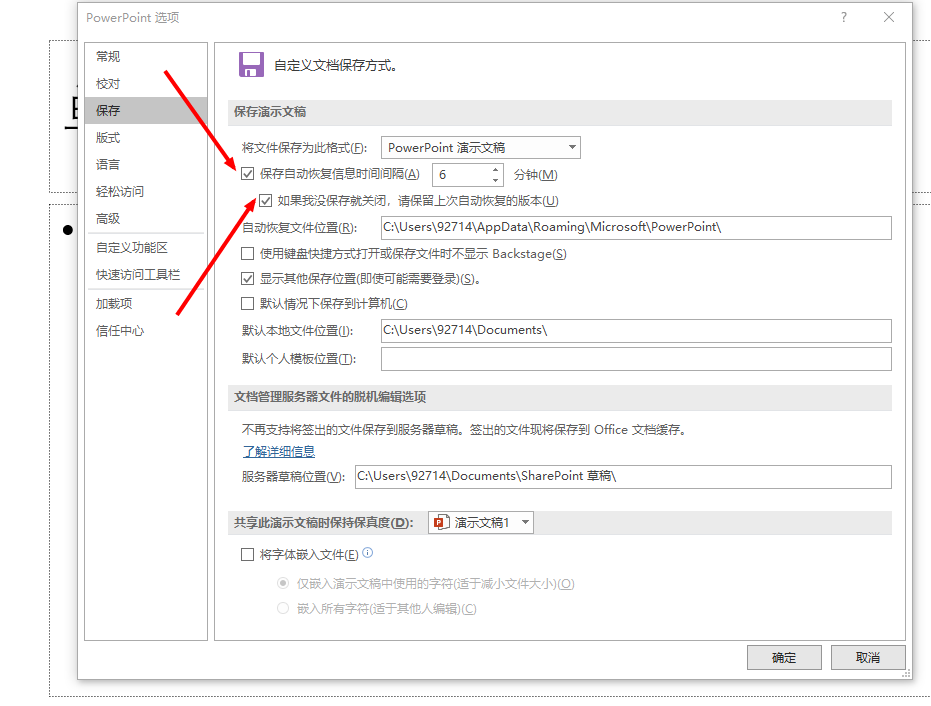 PowerPoint 选项
常规
校对
保存
版式
语言
轻松访问
高级
自定义功能区
快速访问工具栏
加载项
信任中心
自定义文档保存方式。
保存演示文稿
将文件保存为此格式(F): PowerPoint 演示文稿
保存自动恢复信息时间间隔(A) 6 分钟(M)
如果我没保存就关闭，请保留上次自动恢复的版本(U)
自动恢复文件位置(R): C:\Users\92714\AppData\Roaming\Microsoft\PowerPoint\
使用键盘快捷方式打开或保存文件时不显示 Backstage(S)
显示其他保存位置(即使可能需要登录)(S)。
默认情况下保存到计算机(C)
默认本地文件位置(I): C:\Users\92714\Documents\
默认个人模板位置(T):
文档管理服务器文件的脱机编辑选项
不再支持将签出的文件保存到服务器草稿。签出的文件现将保存到 Office 文档缓存。
了解详细信息
服务器草稿位置(V): C:\Users\92714\Documents\SharePoint 草稿\
共享此演示文稿时保持保真度(D): 演示文稿1
将字体嵌入文件(E)
仅嵌入演示文稿中使用的字符(适于减小文件大小)(O)
嵌入所有字符(适于其他人编辑)(C)
确定 取消